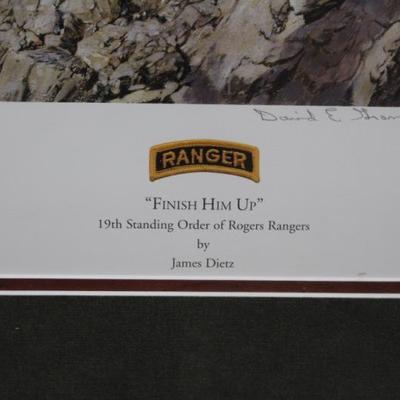 David E
RANGER
"FINISH HIM UP"
19th Standing Order of Rogers Rangers
by
James Dietz